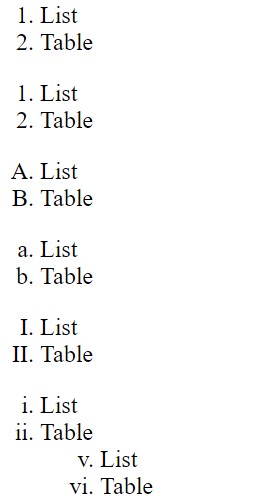 1. List
2. Table
1. List
2. Table
A. List
B. Table
a. List
b. Table
I. List
II. Table
i. List
ii. Table
v. List
vi. Table